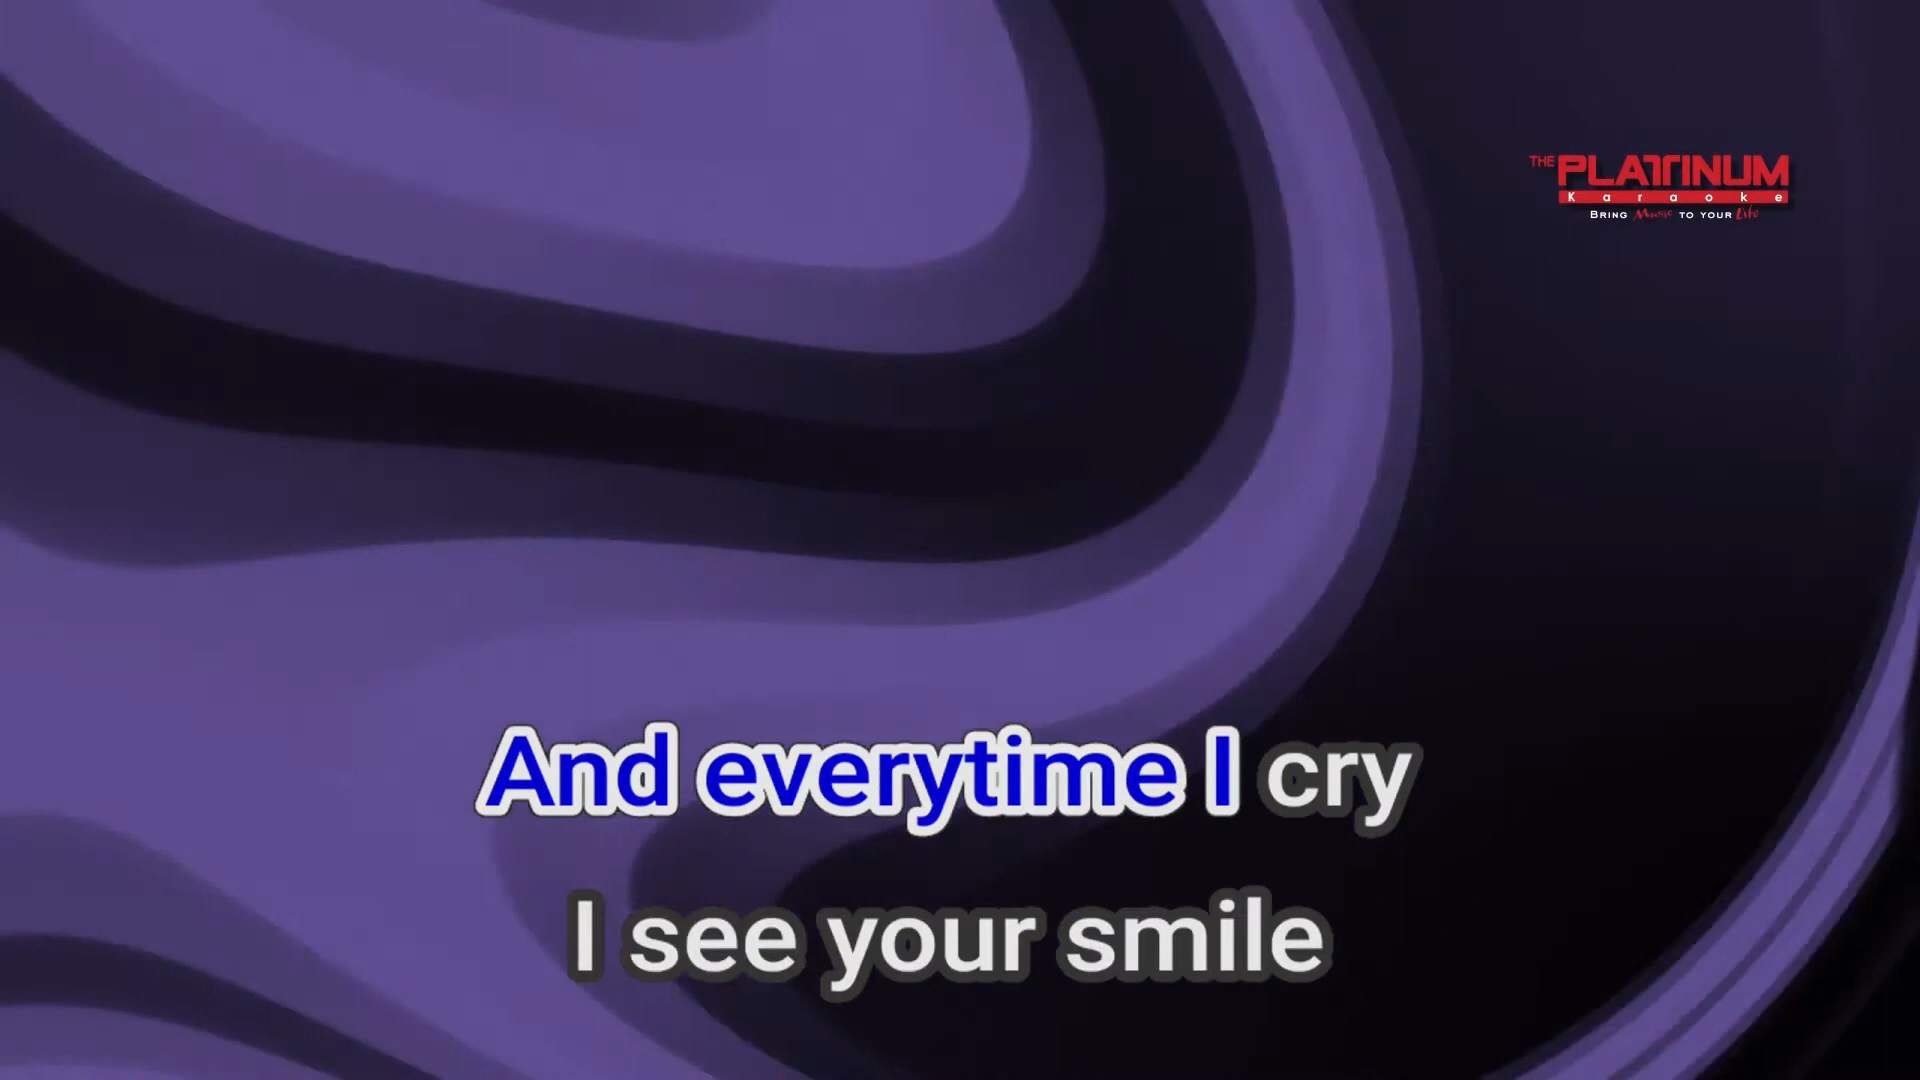 THE PLATINUM
Karaoke
BRING Music TO YOUR Life
And everytime I cry
I see your smile